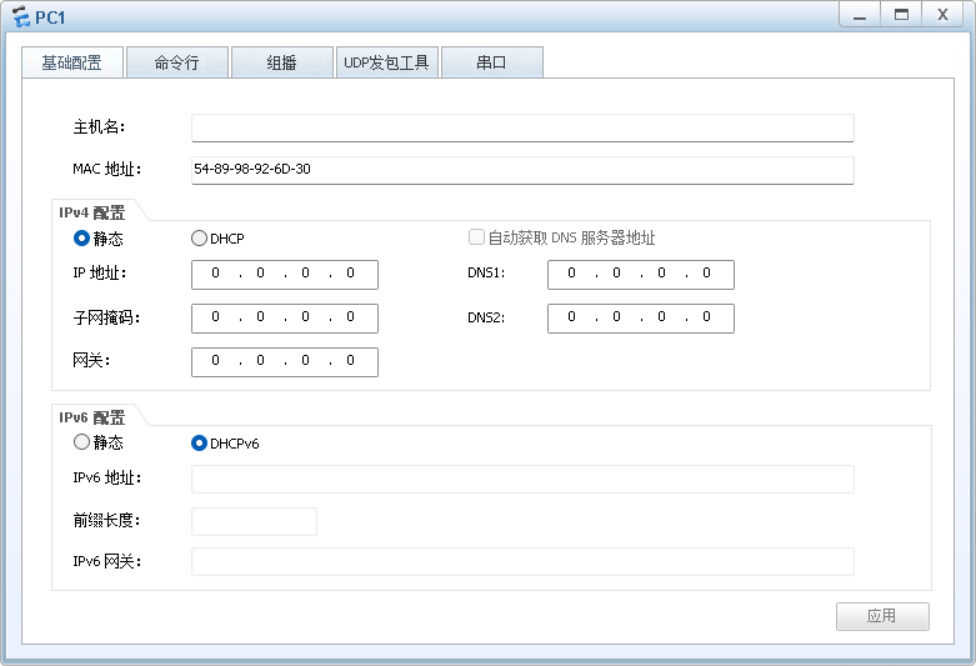 PC1
基础配置 命令行 组播 UDP发包工具 串口
主机名:
MAC 地址: 54-89-98-92-6D-30
IPv4 配置
静态 DHCP 自动获取 DNS 服务器地址
IP 地址: 0 . 0 . 0 . 0 DNS1: 0 . 0 . 0 . 0
子网掩码: 0 . 0 . 0 . 0 DNS2: 0 . 0 . 0 . 0
网关: 0 . 0 . 0 . 0
IPv6 配置
静态 DHCPv6
IPv6 地址:
前缀长度:
IPv6 网关:
应用